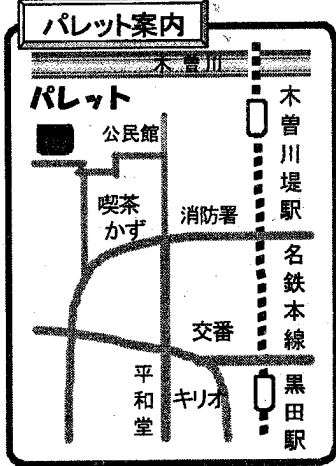 パレット案内
木曽川
パレット
公民館
木曽川堤駅
喫茶
かず
消防署
名鉄本線
交番
黒田駅
平和堂
キリオ